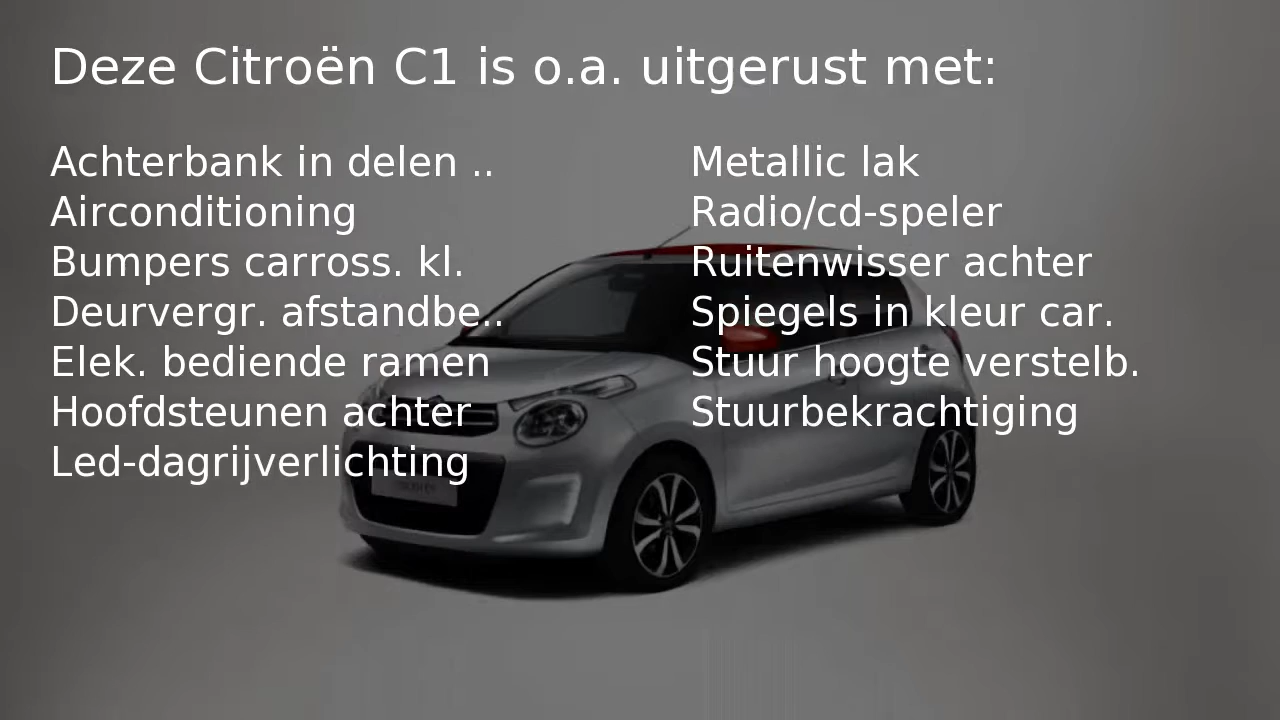 Deze Citroën C1 is o.a. uitgerust met:
Achterbank in delen ..
Airconditioning
Bumpers carross. kl.
Deurvergr. afstandbe..
Elek. bediende ramen
Hoofdsteunen achter
Led-dagrijverlichting
Metallic lak
Radio/cd-speler
Ruitenwisser achter
Spiegels in kleur car.
Stuur hoogte verstelb.
Stuurbekrachtiging